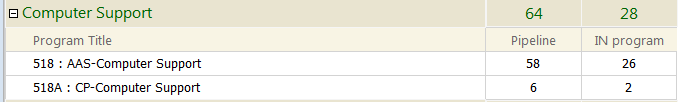 Computer Support 64 28
Program Title Pipeline IN program
518 : AAS-Computer Support 58 26
518A : CP-Computer Support 6 2